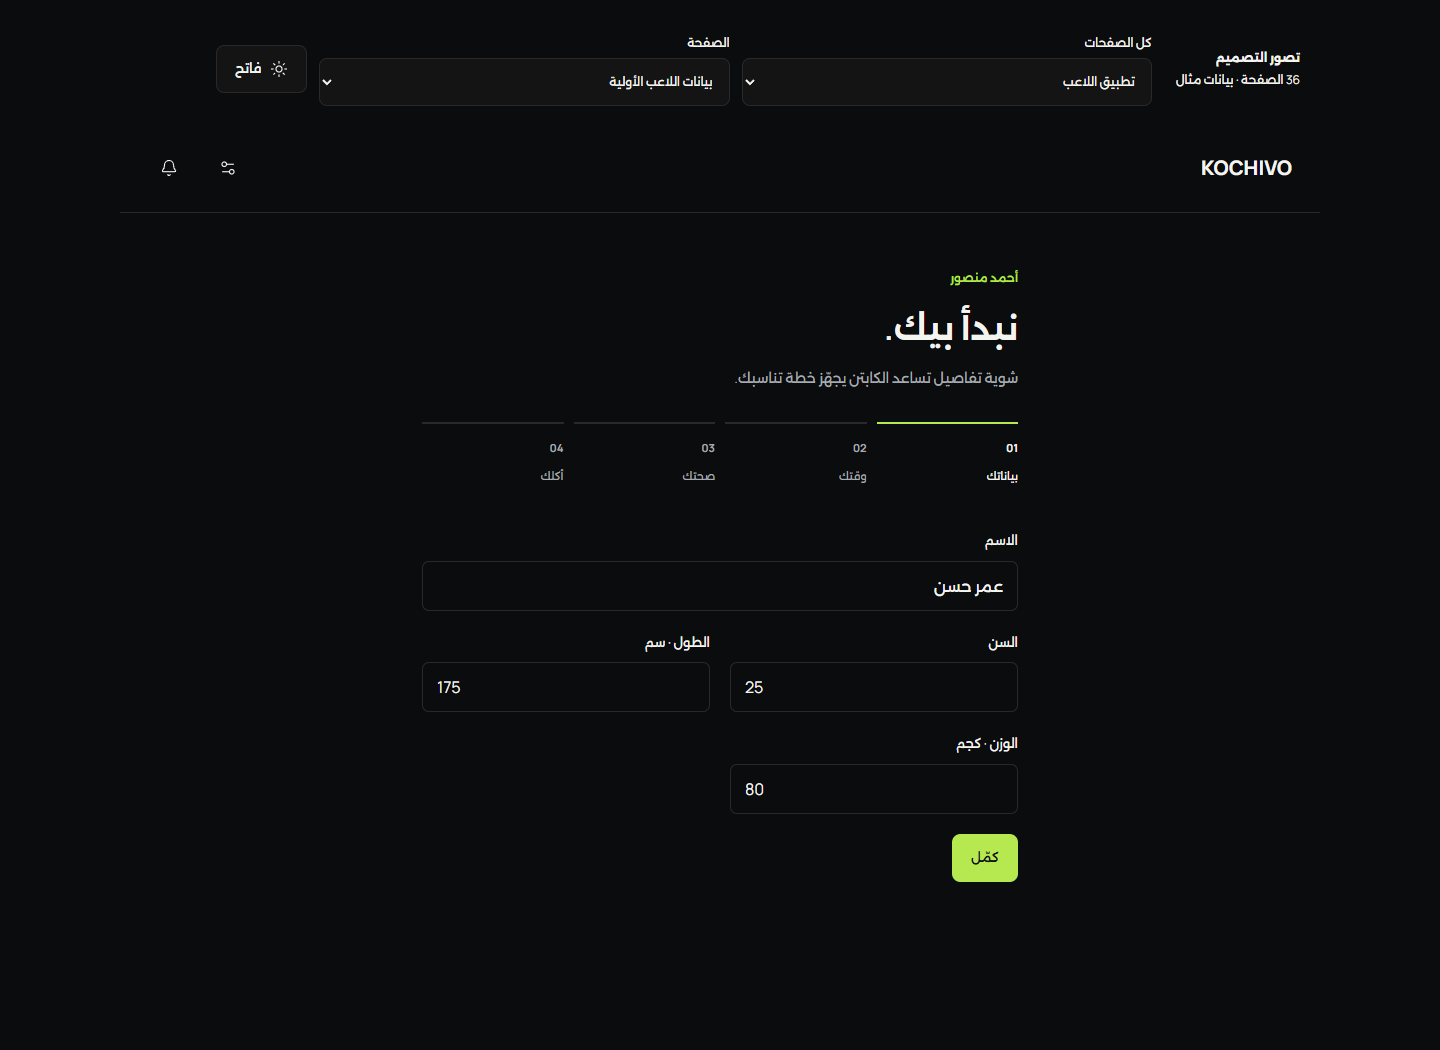 تصور التصميم
36 الصفحة · بيانات مثال
كل الصفحات
تطبيق اللاعب
الصفحة
بيانات اللاعب الأولية
فاتح
KOCHIVO
أحمد منصور
نبدأ بيك.
شوية تفاصيل تساعد الكابتن يجهّز خطة تناسبك.
01
بياناتك
02
وقتك
03
صحتك
04
أكلك
الاسم
عمر حسن
السن
25
الطول · سم
175
الوزن · كجم
80
كمّل